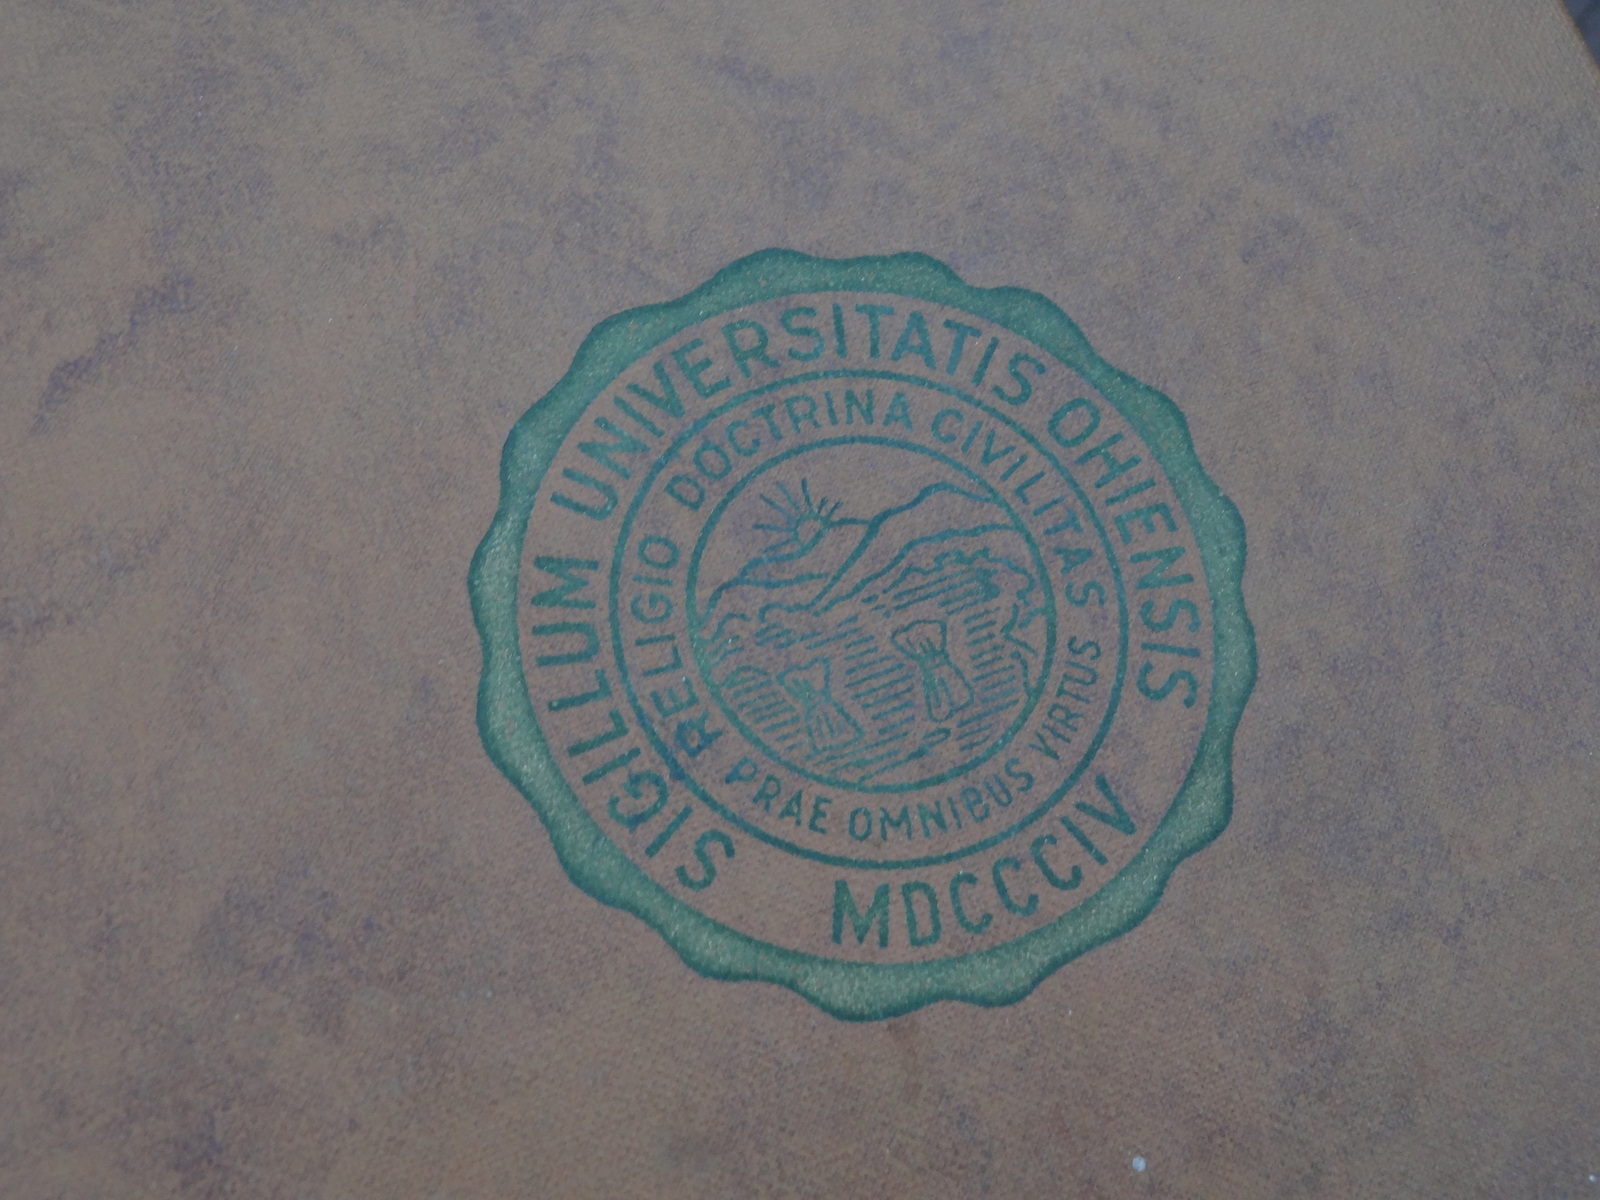 SIGILLUM UNIVERSITATIS OHIENSIS
MDCCCIV
RELIGIO DOCTRINA CIVILITAS
PRAE OMNIBUS VIRTUS